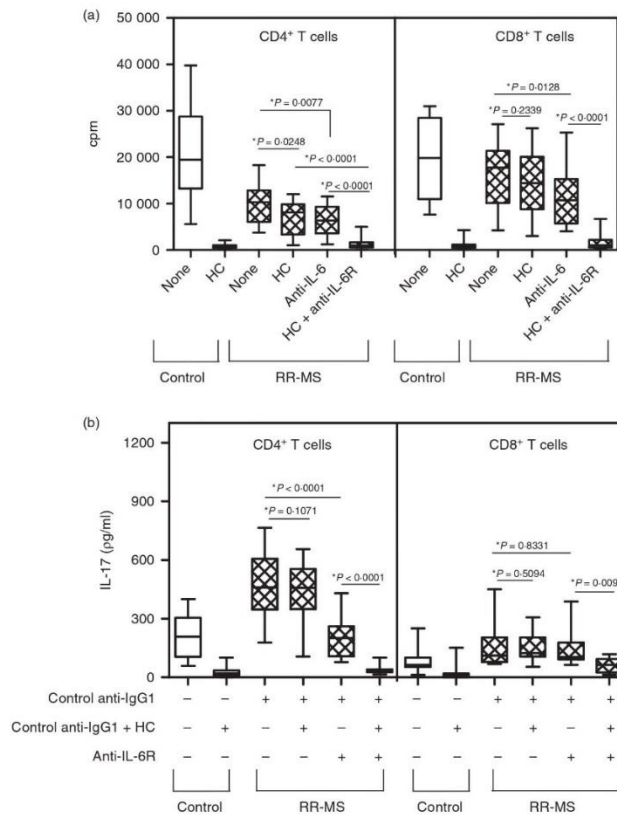 (a)
CD4+ T cells
CD8+ T cells
50 000
40 000
30 000
20 000
10 000
0
cpm
*P = 0·0077
*P = 0·0248
*P < 0·0001
*P < 0·0001
*P = 0·0128
*P = 0·2339
*P <0·0001
None
HC
None
HC
Anti-IL-6
HC + anti-IL-6R
None
HC
None
HC
Anti-IL-6
HC + anti-IL-6R
Control
RR-MS
Control
RR-MS
(b)
CD4+ T cells
CD8+ T cells
1200
900
600
300
0
IL-17 (ρg/ml)
*P < 0·0001
*P = 0·1071
*P <0·0001
*P = 0·8331
*P = 0·5094
*P = 0·009
Control anti-IgG1 – – + + + + – – + + + +
Control anti-IgG1 + HC – + – + – + – + – + – +
Anti-IL-6R – – – – + + – – – – + +
Control
RR-MS
Control
RR-MS